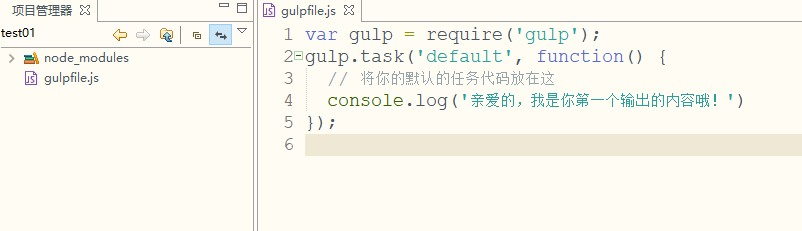 项目管理器
test01
node_modules
gulpfile.js
gulpfile.js
1 var gulp = require('gulp');
2 gulp.task('default', function() {
3 // 将你的默认的任务代码放在这
4 console.log('亲爱的，我是你第一个输出的内容哦！')
5 });
6